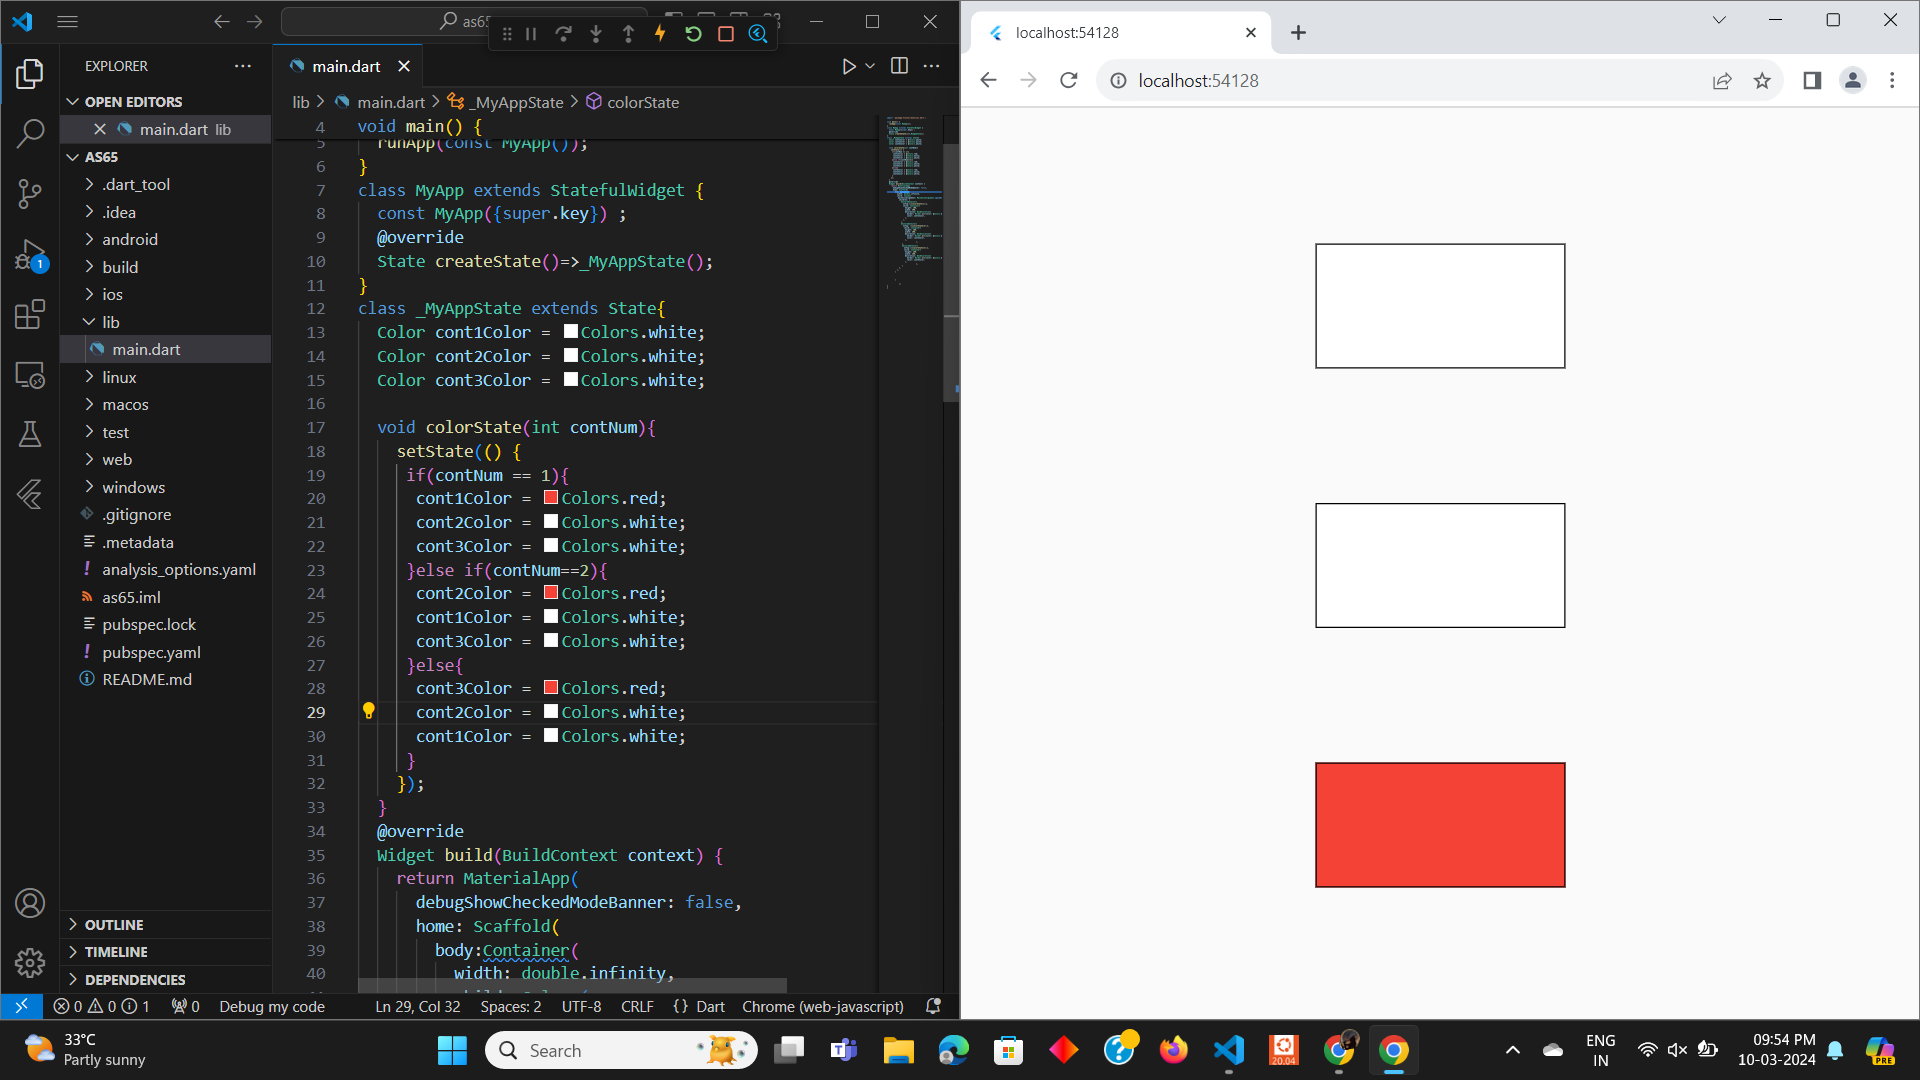 as65
EXPLORER
OPEN EDITORS
main.dart lib
AS65
.dart_tool
.idea
android
build
ios
lib
main.dart
linux
macos
test
web
windows
.gitignore
.metadata
analysis_options.yaml
as65.iml
pubspec.lock
pubspec.yaml
README.md
OUTLINE
TIMELINE
DEPENDENCIES
1
main.dart
lib > main.dart > _MyAppState > colorState
4 void main() {
5 runApp(const MyApp());
6 }
7 class MyApp extends StatefulWidget {
8 const MyApp({super.key}) ;
9 @override
10 State createState()=>_MyAppState();
11 }
12 class _MyAppState extends State{
13 Color cont1Color = Colors.white;
14 Color cont2Color = Colors.white;
15 Color cont3Color = Colors.white;
16
17 void colorState(int contNum){
18 setState(() {
19 if(contNum == 1){
20 cont1Color = Colors.red;
21 cont2Color = Colors.white;
22 cont3Color = Colors.white;
23 }else if(contNum==2){
24 cont2Color = Colors.red;
25 cont1Color = Colors.white;
26 cont3Color = Colors.white;
27 }else{
28 cont3Color = Colors.red;
29 cont2Color = Colors.white;
30 cont1Color = Colors.white;
31 }
32 });
33 }
34 @override
35 Widget build(BuildContext context) {
36 return MaterialApp(
37 debugShowCheckedModeBanner: false,
38 home: Scaffold(
39 body:Container(
40 width: double.infinity,
0 0 1 0 Debug my code Ln 29, Col 32 Spaces: 2 UTF-8 CRLF {} Dart Chrome (web-javascript)
localhost:54128
localhost:54128
33°C
Partly sunny
Search
20.04
ENG
IN
09:54 PM
10-03-2024
PRE